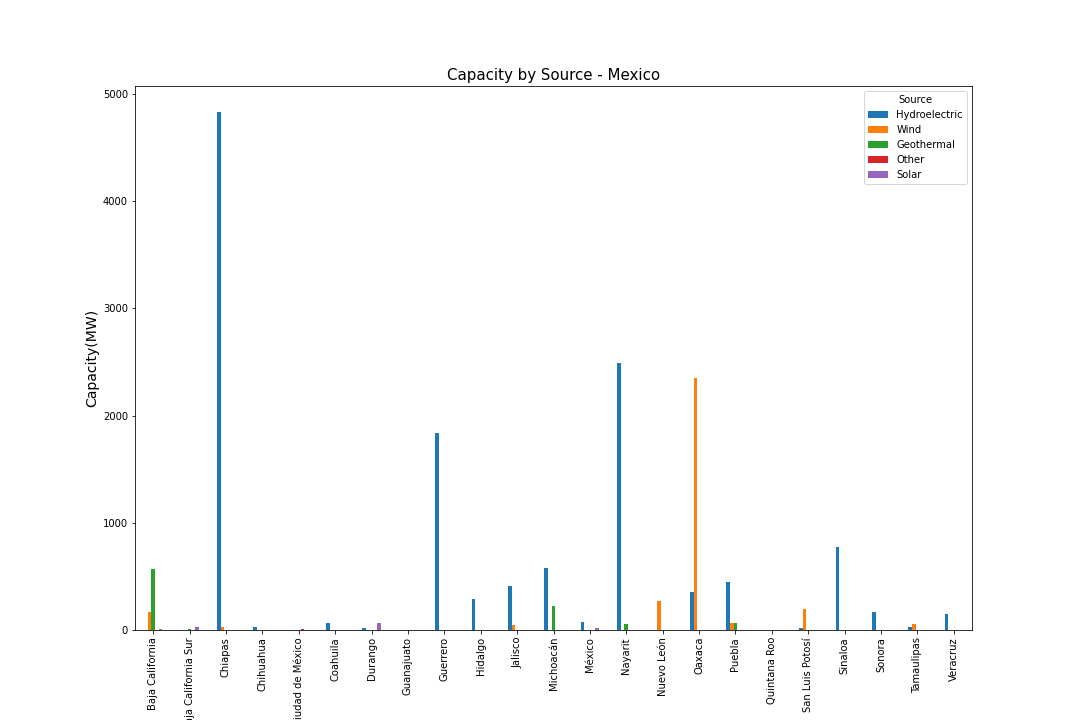 Capacity by Source - Mexico
Source
Hydroelectric
Wind
Geothermal
Other
Solar
Capacity(MW)
5000
4000
3000
2000
1000
0
Baja California
ja California Sur
Chiapas
Chihuahua
iudad de México
Coahuila
Durango
Guanajuato
Guerrero
Hidalgo
Jalisco
Michoacán
México
Nayarit
Nuevo León
Oaxaca
Puebla
Quintana Roo
San Luis Potosí
Sinaloa
Sonora
Tamaulipas
Veracruz